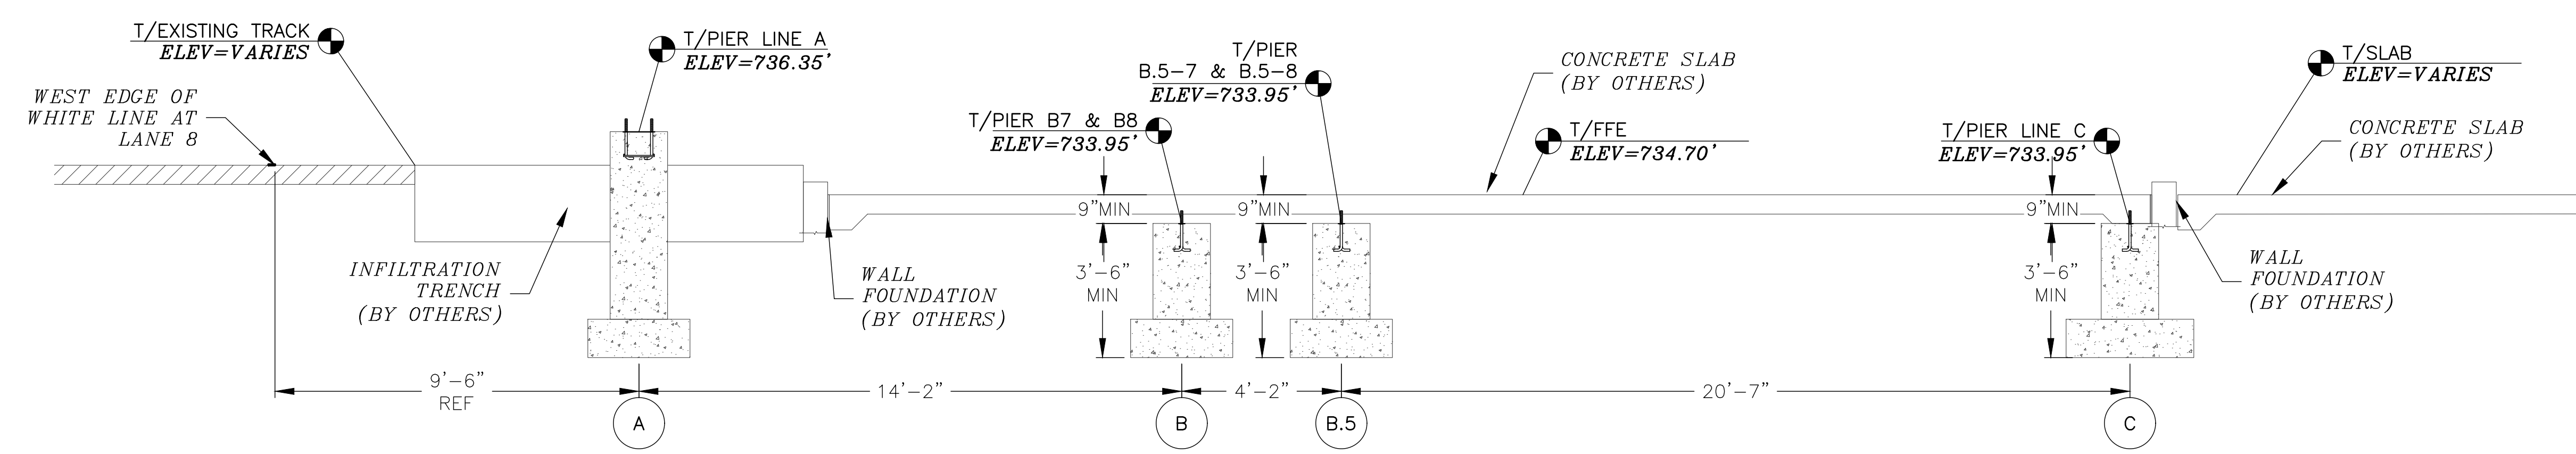 T/EXISTING TRACK
ELEV=VARIES
WEST EDGE OF
WHITE LINE AT
LANE 8
T/PIER LINE A
ELEV=736.35'
T/PIER B7 & B8
ELEV=733.95'
T/PIER
B.5-7 & B.5-8
ELEV=733.95'
CONCRETE SLAB
(BY OTHERS)
T/FFE
ELEV=734.70'
T/PIER LINE C
ELEV=733.95'
T/SLAB
ELEV=VARIES
CONCRETE SLAB
(BY OTHERS)
9"MIN
9"MIN
9"MIN
INFILTRATION
TRENCH
(BY OTHERS)
WALL
FOUNDATION
(BY OTHERS)
3'-6"
MIN
3'-6"
MIN
3'-6"
MIN
WALL
FOUNDATION
(BY OTHERS)
9'-6"
REF
14'-2"
4'-2"
20'-7"
A
B
B.5
C